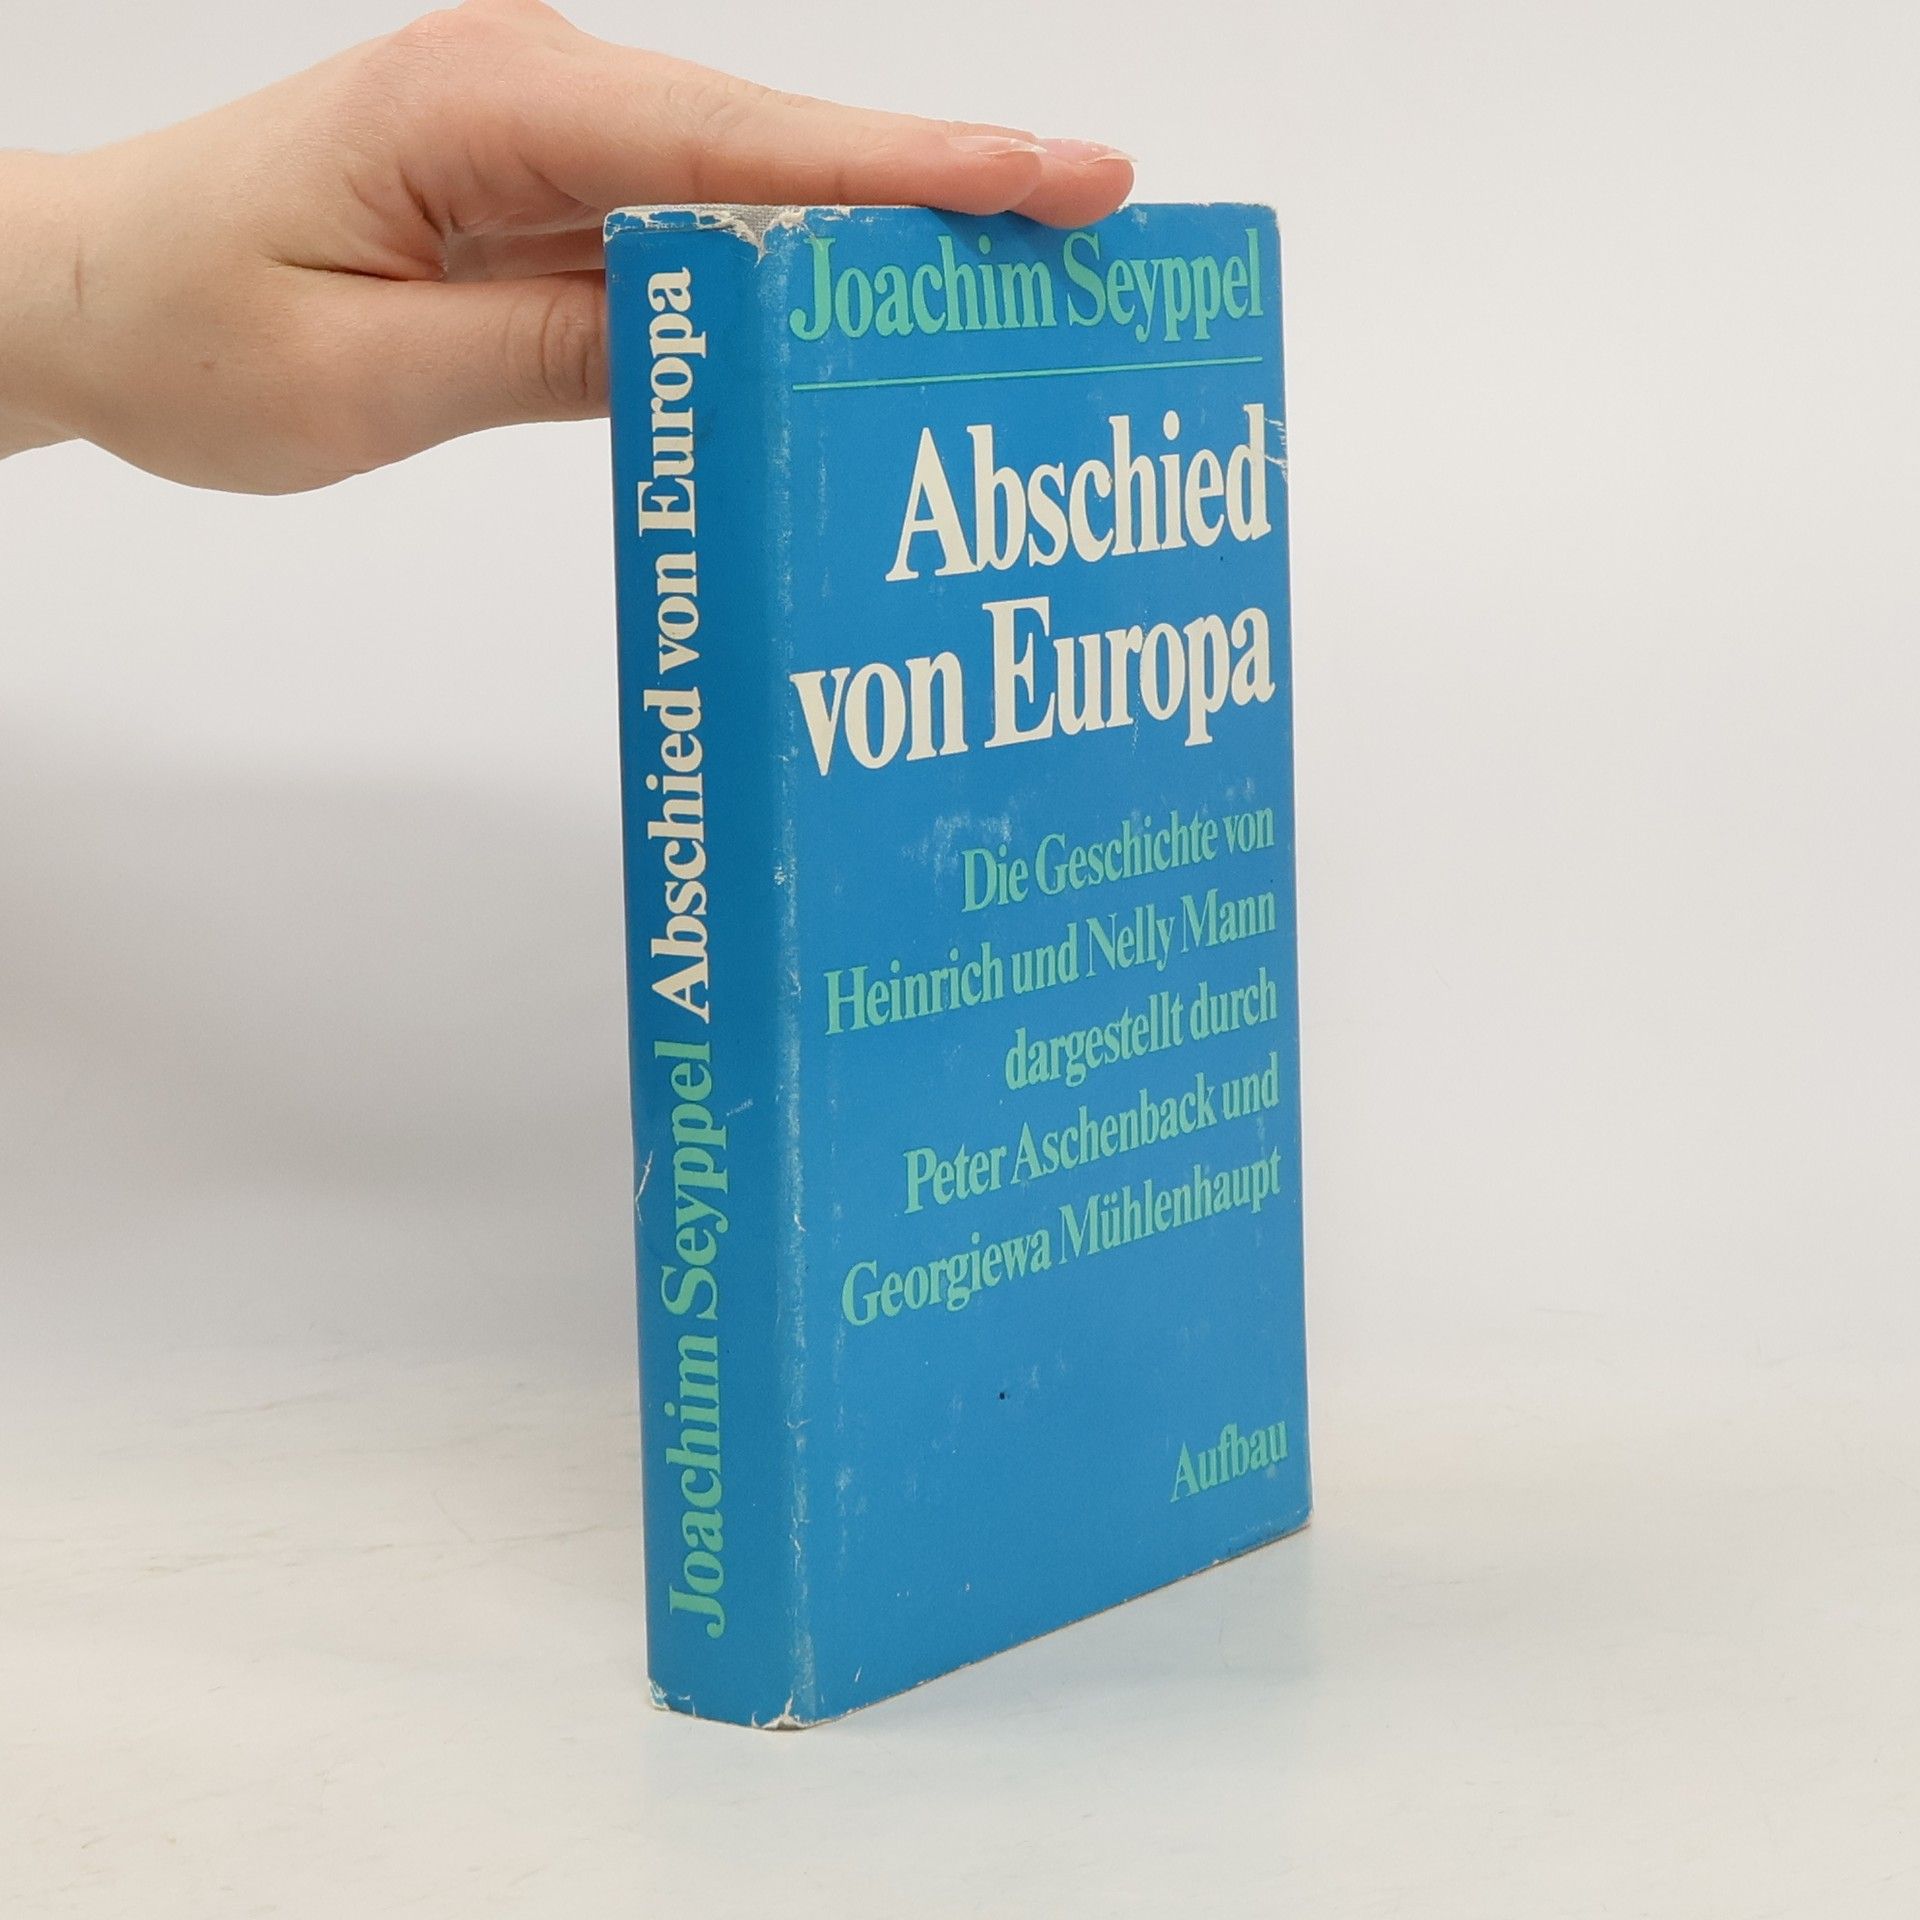 Joachim Seyppel Abschied von Europa
Joachim Seyppel
Abschied
von Europa
Die Geschichte von
Heinrich und Nelly Mann
dargestellt durch
Peter Aschenback und
Georgiewa Mühlenhaupt
Aufbau